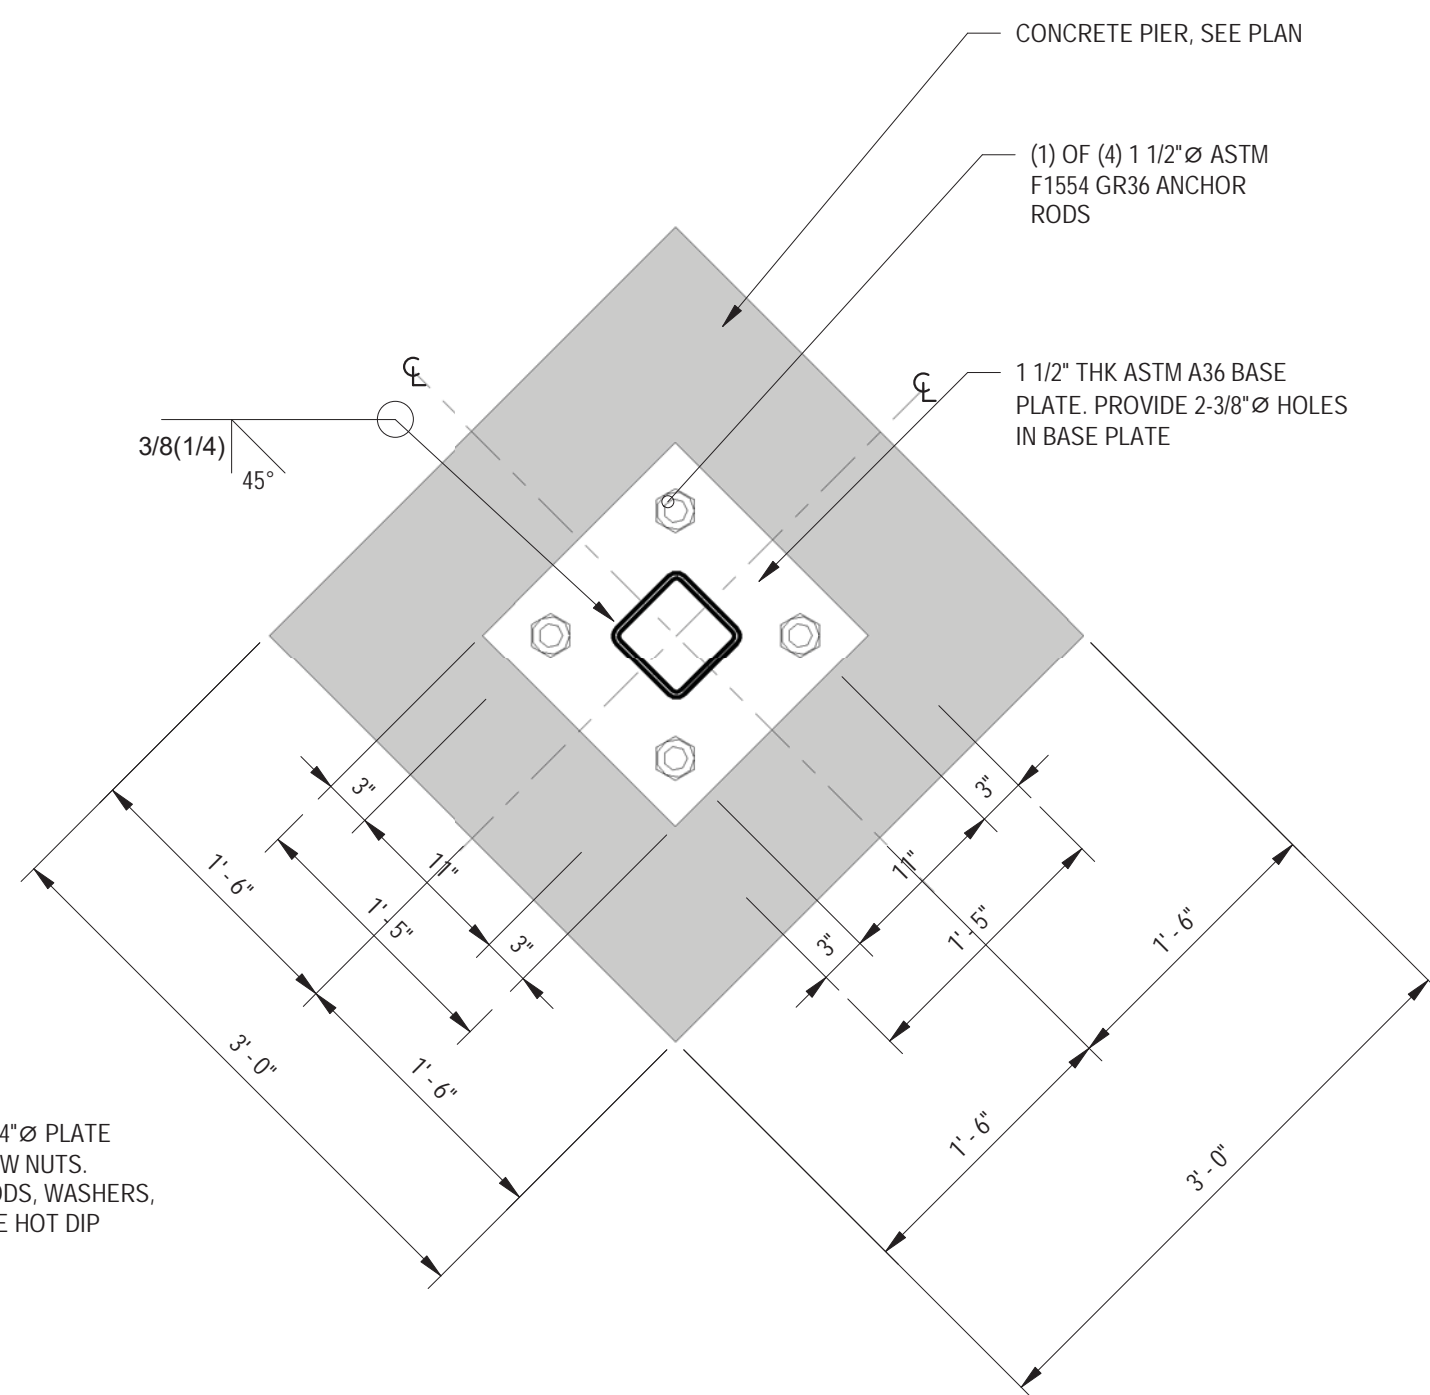 CONCRETE PIER, SEE PLAN
(1) OF (4) 1 1/2"Ø ASTM
F1554 GR36 ANCHOR
RODS
℄
℄
1 1/2" THK ASTM A36 BASE
PLATE. PROVIDE 2-3/8"Ø HOLES
IN BASE PLATE
3/8(1/4)
45°
3"
11"
3"
1'- 5"
1'- 6"
1'- 6"
3'- 0"
3"
11"
3"
1'- 5"
1'- 6"
1'- 6"
3'- 0"
4"Ø PLATE
W NUTS.
ODS, WASHERS,
E HOT DIP